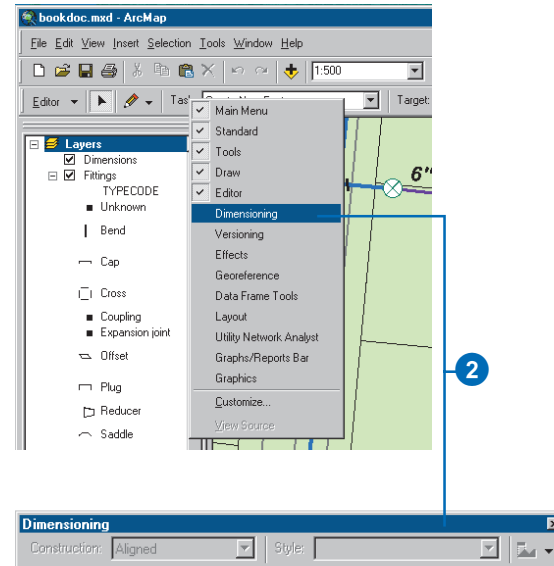 bookdoc.mxd - ArcMap
File Edit View Insert Selection Tools Window Help
1:500
Editor Target:
Main Menu
Standard
Tools
Draw
Editor
Dimensioning
Versioning
Effects
Georeference
Data Frame Tools
Layout
Utility Network Analyst
Graphs/Reports Bar
Graphics
Customize...
View Source
Layers
Dimensions
Fittings
TYPECODE
Unknown
Bend
Cap
Cross
Coupling
Expansion joint
Offset
Plug
Reducer
Saddle
6"
2
Dimensioning
Construction: Aligned Style: